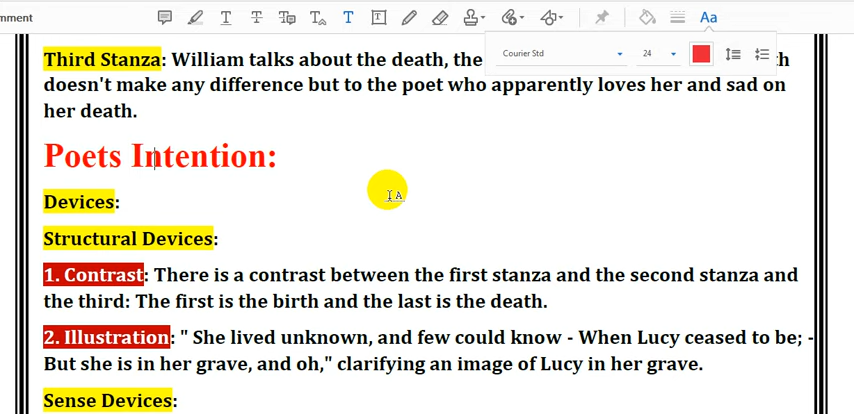 mment
T T T T T
Courier Std 24 Aa
Third Stanza: William talks about the death, the th
doesn't make any difference but to the poet who apparently loves her and sad on
her death.
Poets Intention:
A
Devices:
Structural Devices:
1. Contrast: There is a contrast between the first stanza and the second stanza and
the third: The first is the birth and the last is the death.
2. Illustration: " She lived unknown, and few could know - When Lucy ceased to be; -
But she is in her grave, and oh," clarifying an image of Lucy in her grave.
Sense Devices: